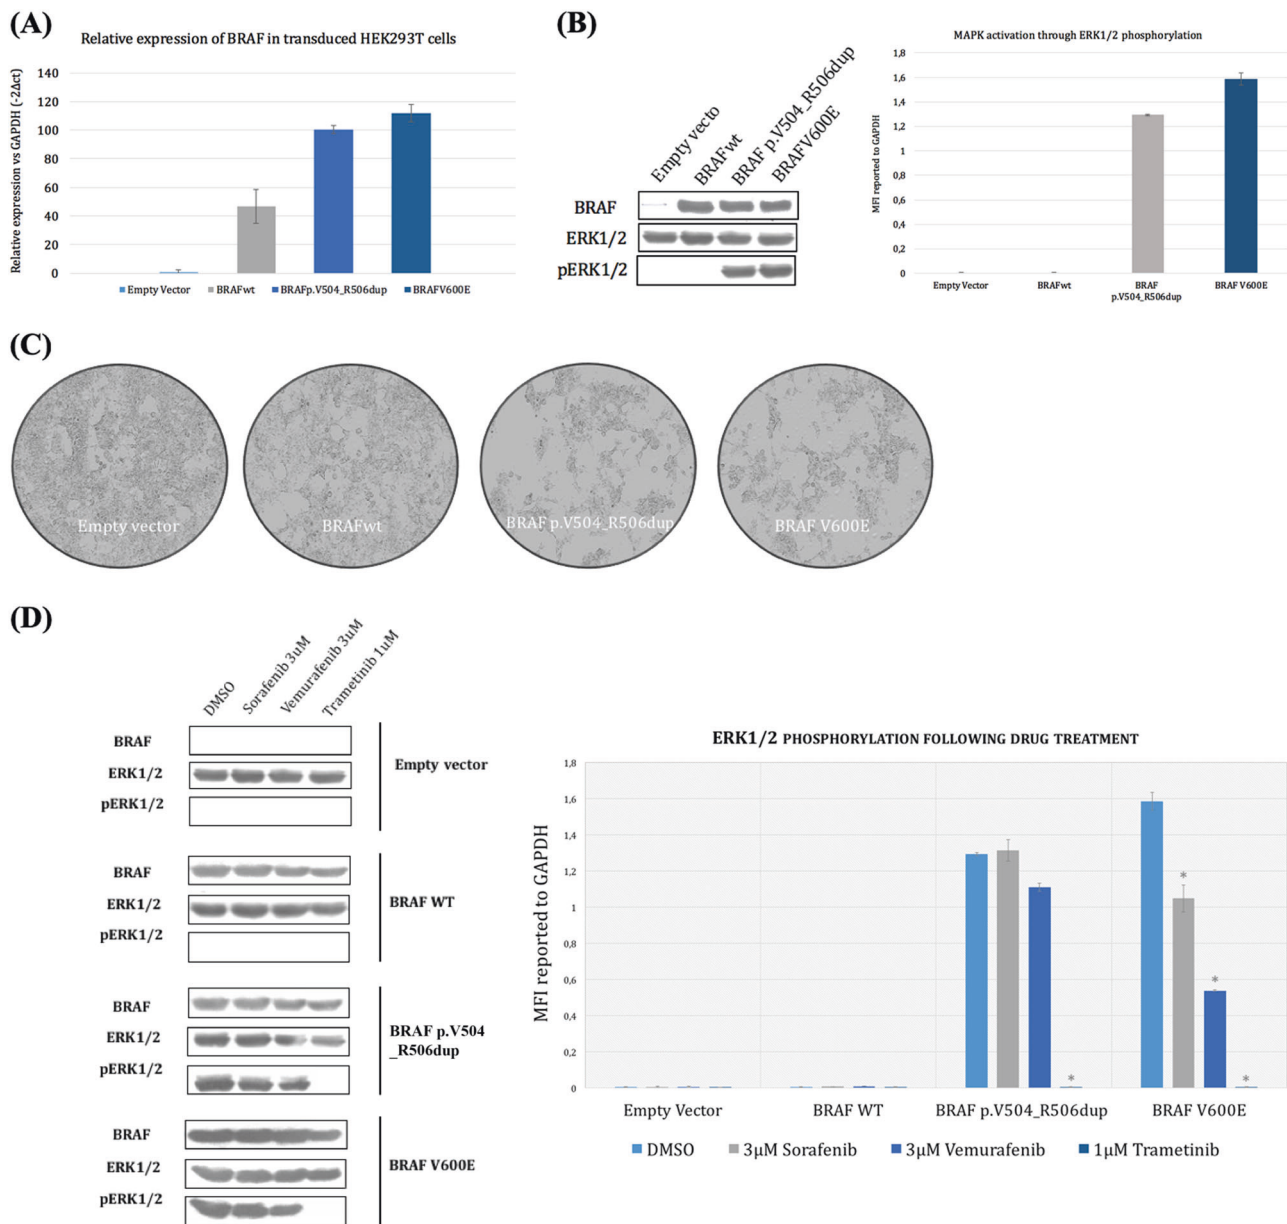 (A)
Relative expression of BRAF in transduced HEK293T cells
Relative expression vs GAPDH (-2Δct)
140
120
100
80
60
40
20
0
Empty Vector
BRAFwt
BRAFp.V504_R506dup
BRAFV600E
(B)
Empty vecto
BRAFwt
BRAF p.V504_R506dup
BRAFV600E
BRAF
ERK1/2
pERK1/2
MAPK activation through ERK1/2 phosphorylation
MFI reported to GAPDH
1,8
1,6
1,4
1,2
1
0,8
0,6
0,4
0,2
0
Empty Vector
BRAFwt
BRAF
p.V504_R506dup
BRAF V600E
(C)
Empty vector
BRAFwt
BRAF p.V504_R506dup
BRAF V600E
(D)
DMSO
Sorafenib 3uM
Vemurafenib 3uM
Trametinib 1uM
BRAF
ERK1/2
pERK1/2
Empty vector
BRAF
ERK1/2
pERK1/2
BRAF WT
BRAF
ERK1/2
pERK1/2
BRAF p.V504
_R506dup
BRAF
ERK1/2
pERK1/2
BRAF V600E
ERK1/2 PHOSPHORYLATION FOLLOWING DRUG TREATMENT
MFI reported to GAPDH
1,8
1,6
1,4
1,2
1
0,8
0,6
0,4
0,2
0
*
*
*
*
Empty Vector
BRAF WT
BRAF p.V504_R506dup
BRAF V600E
DMSO
3µM Sorafenib
3µM Vemurafenib
1µM Trametinib